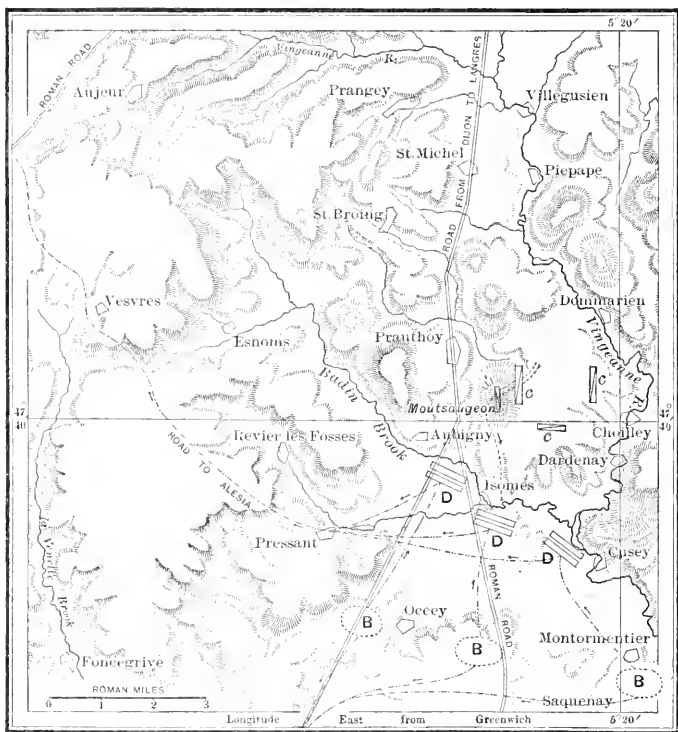 5°20'
ROMAN ROAD
Vingeanne R.
Aujeur
Prangey
Villegusien
ROAD FROM DIJON TO LANGRES
St. Michel
Piepape
St. Broing
Vesvres
Esnoms
Prauthoy
Dommarien
Vingeanne R.
Badin Brook
C
C
C
Moutsaugeon
47°
40
47°
40
Revier les Fosses
Aubigny
Choilley
Dardenay
ROAD TO ALESIA
Isomes
D
D
D
Pressant
Cusey
Brook
B
Occey
ROMAN ROAD
B
Montormentier
B
Foncegrive
ROMAN MILES
0 1 2 3
Saquenay
Longitude East from Greenwich
5°20'